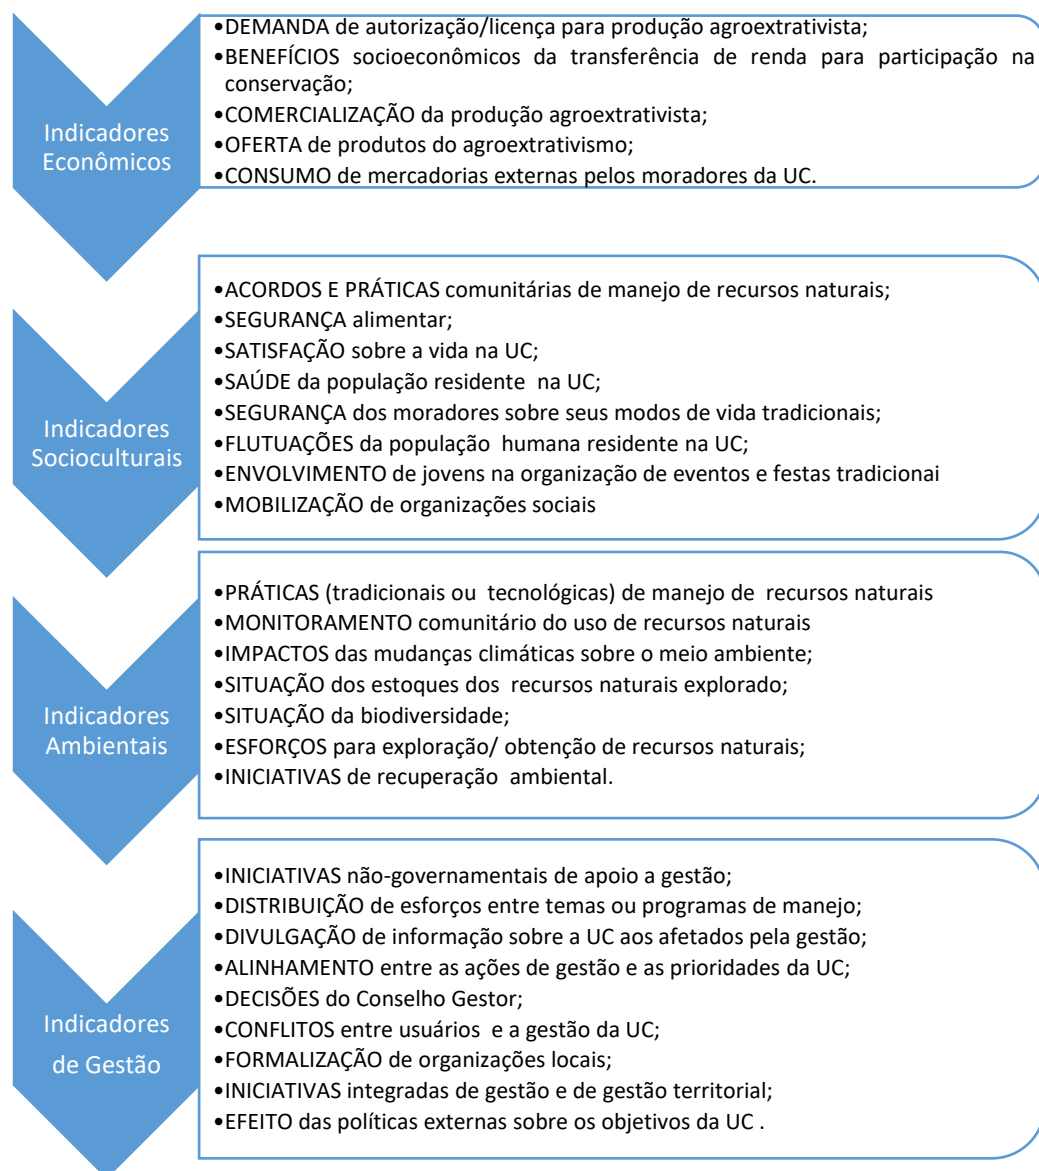 Indicadores
Econômicos
•DEMANDA de autorização/licença para produção agroextrativista;
•BENEFÍCIOS socioeconômicos da transferência de renda para participação na
conservação;
•COMERCIALIZAÇÃO da produção agroextrativista;
•OFERTA de produtos do agroextrativismo;
•CONSUMO de mercadorias externas pelos moradores da UC.
Indicadores
Socioculturais
•ACORDOS E PRÁTICAS comunitárias de manejo de recursos naturais;
•SEGURANÇA alimentar;
•SATISFAÇÃO sobre a vida na UC;
•SAÚDE da população residente na UC;
•SEGURANÇA dos moradores sobre seus modos de vida tradicionais;
•FLUTUAÇÕES da população humana residente na UC;
•ENVOLVIMENTO de jovens na organização de eventos e festas tradicionai
•MOBILIZAÇÃO de organizações sociais
Indicadores
Ambientais
•PRÁTICAS (tradicionais ou tecnológicas) de manejo de recursos naturais
•MONITORAMENTO comunitário do uso de recursos naturais
•IMPACTOS das mudanças climáticas sobre o meio ambiente;
•SITUAÇÃO dos estoques dos recursos naturais explorado;
•SITUAÇÃO da biodiversidade;
•ESFORÇOS para exploração/ obtenção de recursos naturais;
•INICIATIVAS de recuperação ambiental.
Indicadores
de Gestão
•INICIATIVAS não-governamentais de apoio a gestão;
•DISTRIBUIÇÃO de esforços entre temas ou programas de manejo;
•DIVULGAÇÃO de informação sobre a UC aos afetados pela gestão;
•ALINHAMENTO entre as ações de gestão e as prioridades da UC;
•DECISÕES do Conselho Gestor;
•CONFLITOS entre usuários e a gestão da UC;
•FORMALIZAÇÃO de organizações locais;
•INICIATIVAS integradas de gestão e de gestão territorial;
•EFEITO das políticas externas sobre os objetivos da UC .